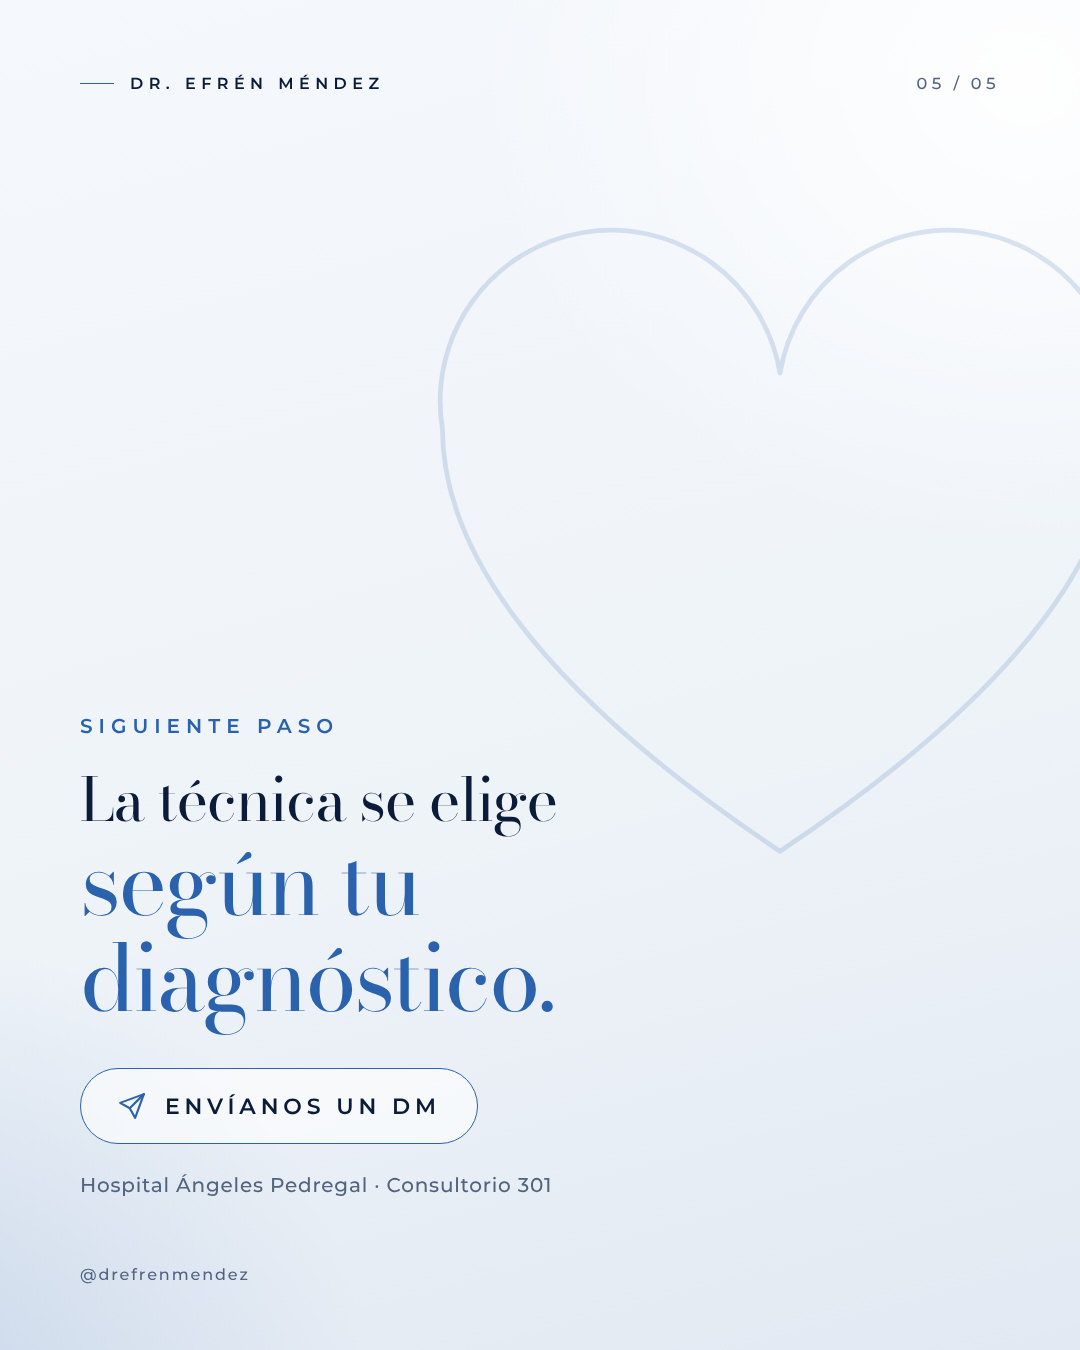 DR. EFRÉN MÉNDEZ
05 / 05
SIGUIENTE PASO
La técnica se elige
según tu
diagnóstico.
ENVÍANOS UN DM
Hospital Ángeles Pedregal · Consultorio 301
@drefrenmendez